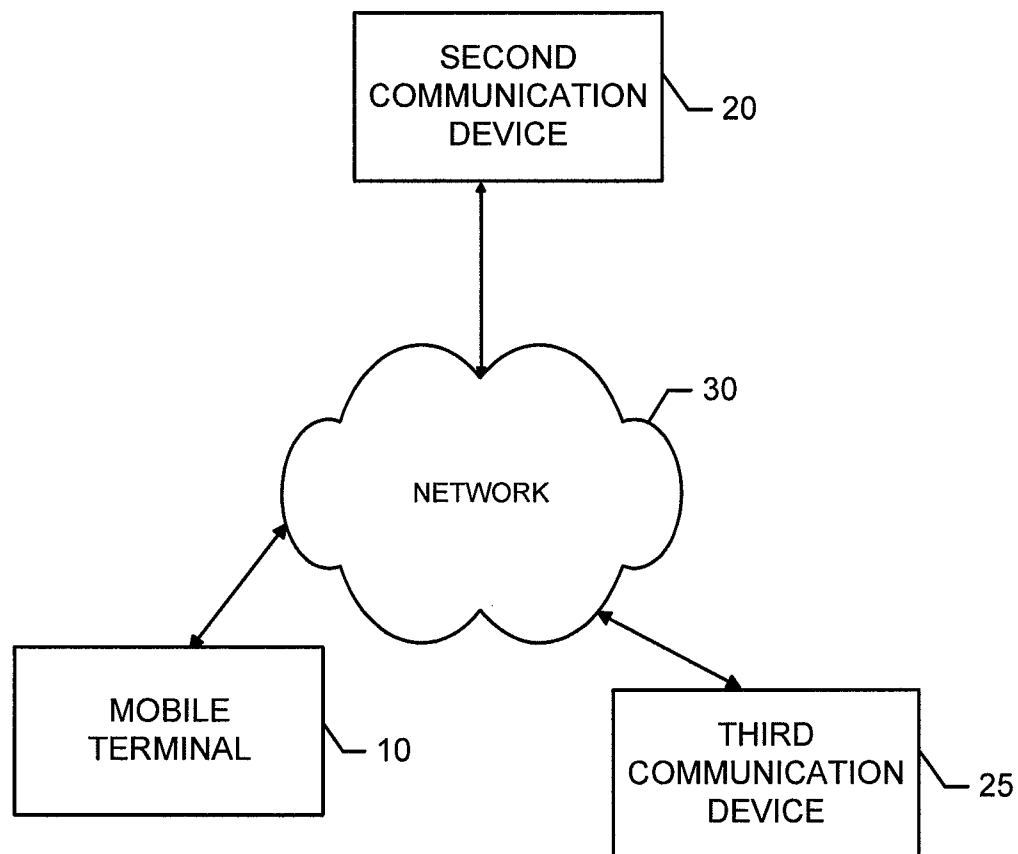 SECOND
COMMUNICATION
DEVICE
20
30
NETWORK
MOBILE
TERMINAL
10
THIRD
COMMUNICATION
DEVICE
25